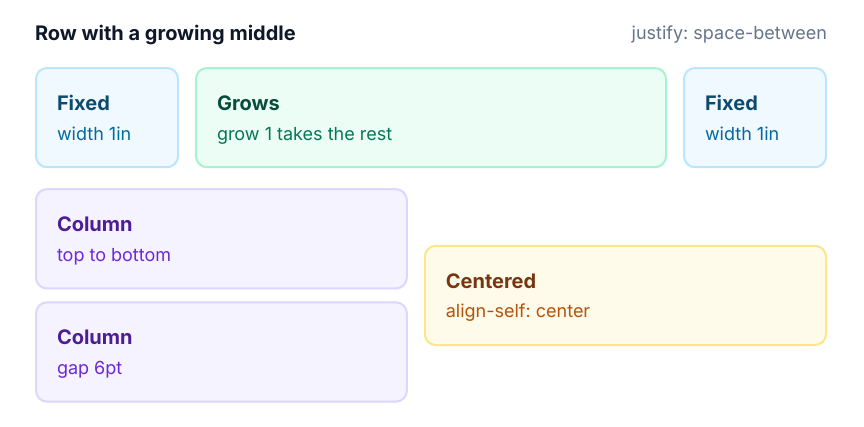 Row with a growing middle
justify: space-between
Fixed
width 1in
Grows
grow 1 takes the rest
Fixed
width 1in
Column
top to bottom
Centered
align-self: center
Column
gap 6pt